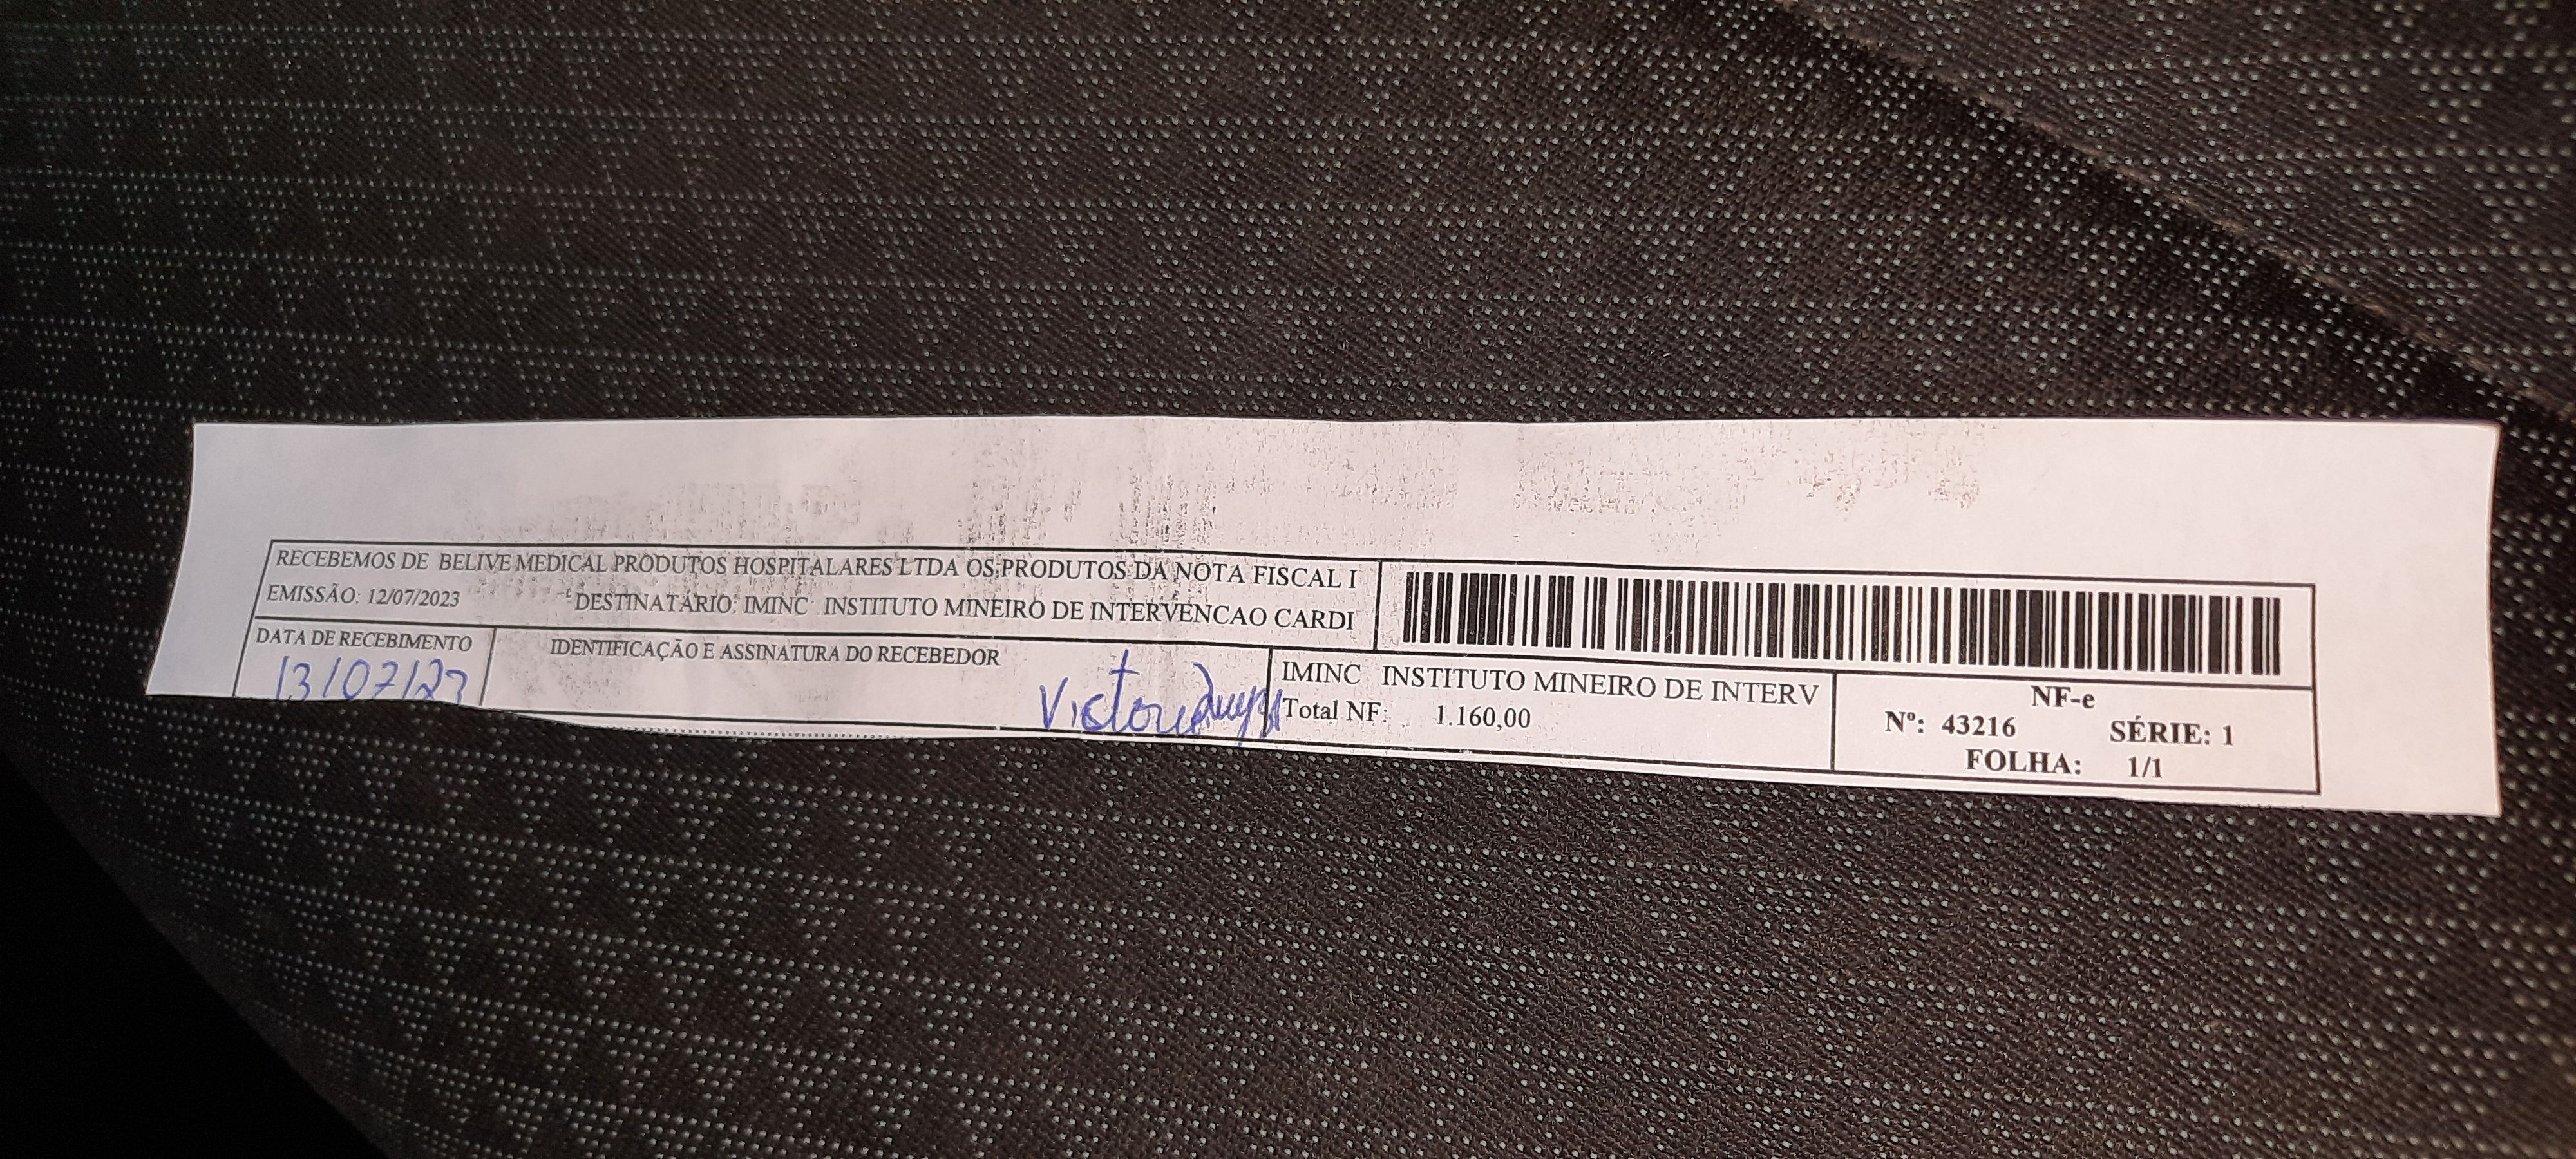 RECEBEMOS DE BELIVE MEDICAL PRODUTOS HOSPITALARES LTDA OS PRODUTOS DA NOTA FISCAL I
EMISSÃO: 12/07/2023 DESTINATÁRIO: IMINC INSTITUTO MINEIRO DE INTERVENCAO CARDI
DATA DE RECEBIMENTO
13/07/23
IDENTIFICAÇÃO E ASSINATURA DO RECEBEDOR
IMINC INSTITUTO MINEIRO DE INTERV
Total NF: 1.160,00
NF-e
Nº: 43216 SÉRIE: 1
FOLHA: 1/1